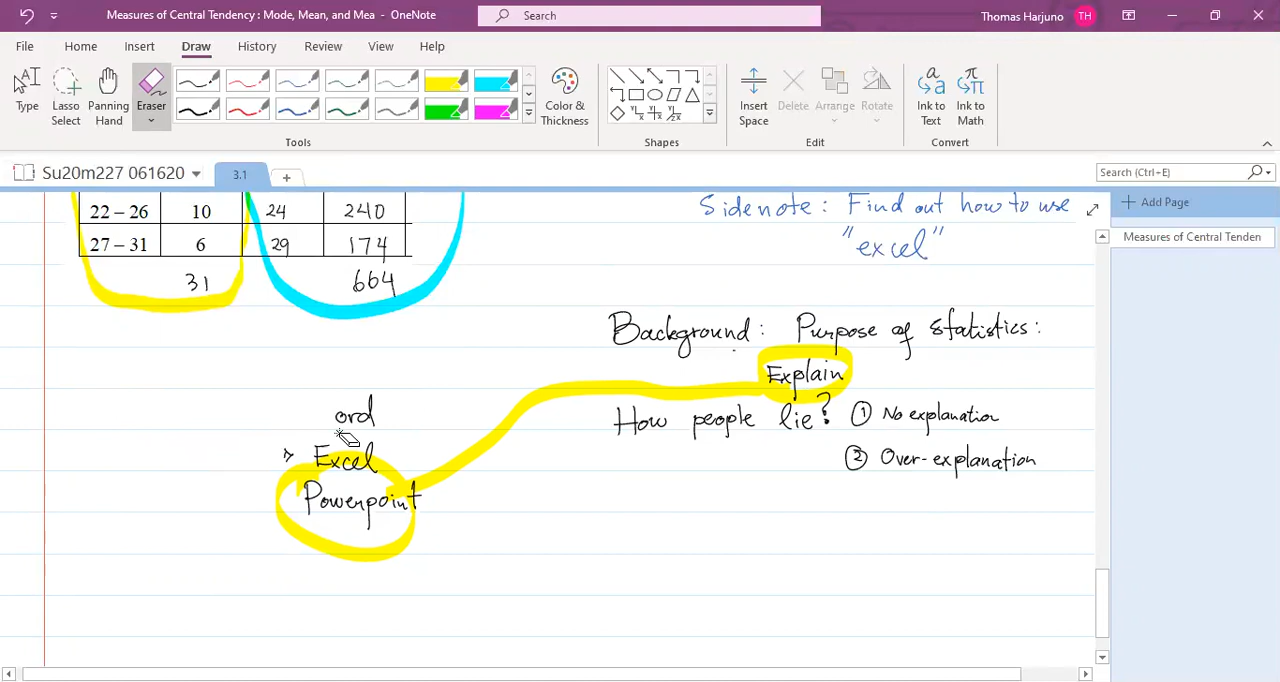 Measures of Central Tendency : Mode, Mean, and Mea - OneNote
Search
Thomas Harjuno TH
File Home Insert Draw History Review View Help
Type
Lasso Select
Panning Hand
Eraser
Color & Thickness
Insert Space
Delete
Arrange
Rotate
Ink to Text
Ink to Math
Tools
Shapes
Edit
Convert
Su20m227 061620
3.1
Search (Ctrl+E)
Add Page
Measures of Central Tenden
22 – 26 10 24 240
27 – 31 6 29 174
31 664
Sidenote : Find out how to use
"excel"
Background : Purpose of statistics :
Explain
How people lie? ① No explanation
② Over-explanation
ord
Excel
Powerpoint